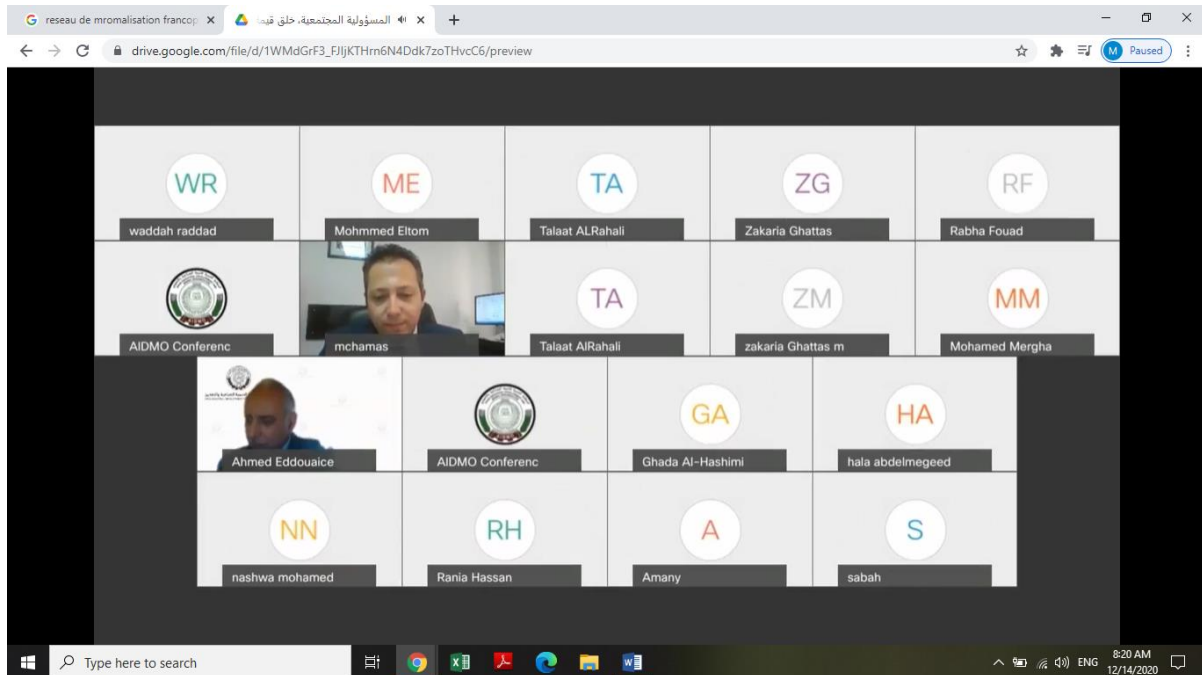 reseau de mromalisation francop
المسؤولية المجتمعية، خلق قيمة
drive.google.com/file/d/1WMdGrF3_FJIjKTHrn6N4Ddk7zoTHvcC6/preview
M Paused
WR ME TA ZG RF
waddah raddad Mohmmed Eltom Talaat ALRahali Zakaria Ghattas Rabha Fouad
TA ZM MM
AIDMO Conferenc mchamas Talaat AlRahali zakaria Ghattas m Mohamed Mergha
GA HA
Ahmed Eddouaice AIDMO Conferenc Ghada Al-Hashimi hala abdelmegeed
NN RH A S
nashwa mohamed Rania Hassan Amany sabah
Type here to search
ENG
8:20 AM
12/14/2020